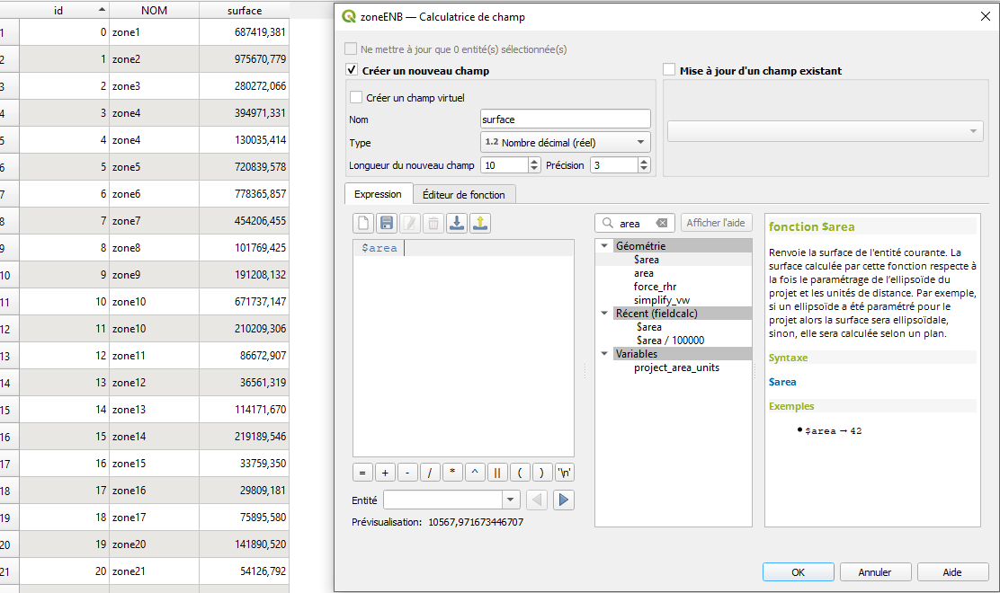 id NOM surface
1 0 zone1 687419,381
2 1 zone2 975670,779
3 2 zone3 280272,066
4 3 zone4 394971,331
5 4 zone4 130035,414
6 5 zone5 720839,578
7 6 zone6 778365,857
8 7 zone7 454206,455
9 8 zone8 101769,425
10 9 zone9 191208,132
11 10 zone10 671737,147
12 11 zone10 210209,306
13 12 zone11 86672,907
14 13 zone12 36561,319
15 14 zone13 114171,670
16 15 zone14 219189,546
17 16 zone15 33759,350
18 17 zone16 29809,181
19 18 zone17 75895,580
20 19 zone20 141890,520
21 20 zone21 54126,792
zoneENB — Calculatrice de champ
Ne mettre à jour que 0 entité(s) sélectionnée(s)
Créer un nouveau champ
Mise à jour d'un champ existant
Créer un champ virtuel
Nom surface
Type 1.2 Nombre décimal (réel)
Longueur du nouveau champ 10 Précision 3
Expression Éditeur de fonction
$area
= + - / * ^ || ( ) '\n'
Entité
Prévisualisation: 10567,971673446707
area Afficher l'aide
Géométrie
$area
area
force_rhr
simplify_vw
Récent (fieldcalc)
$area
$area / 100000
Variables
project_area_units
fonction $area
Renvoie la surface de l'entité courante. La
surface calculée par cette fonction respecte à
la fois le paramétrage de l'ellipsoïde du
projet et les unités de distance. Par exemple,
si un ellipsoïde a été paramétré pour le
projet alors la surface sera ellipsoïdale,
sinon, elle sera calculée selon un plan.
Syntaxe
$area
Exemples
• $area → 42
OK Annuler Aide